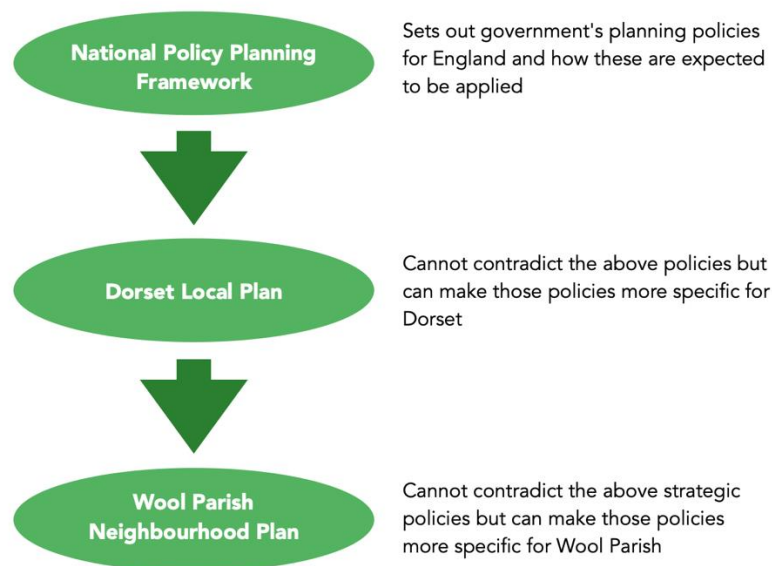 National Policy Planning
Framework
Sets out government's planning policies
for England and how these are expected
to be applied
Dorset Local Plan
Cannot contradict the above policies but
can make those policies more specific for
Dorset
Wool Parish
Neighbourhood Plan
Cannot contradict the above strategic
policies but can make those policies
more specific for Wool Parish